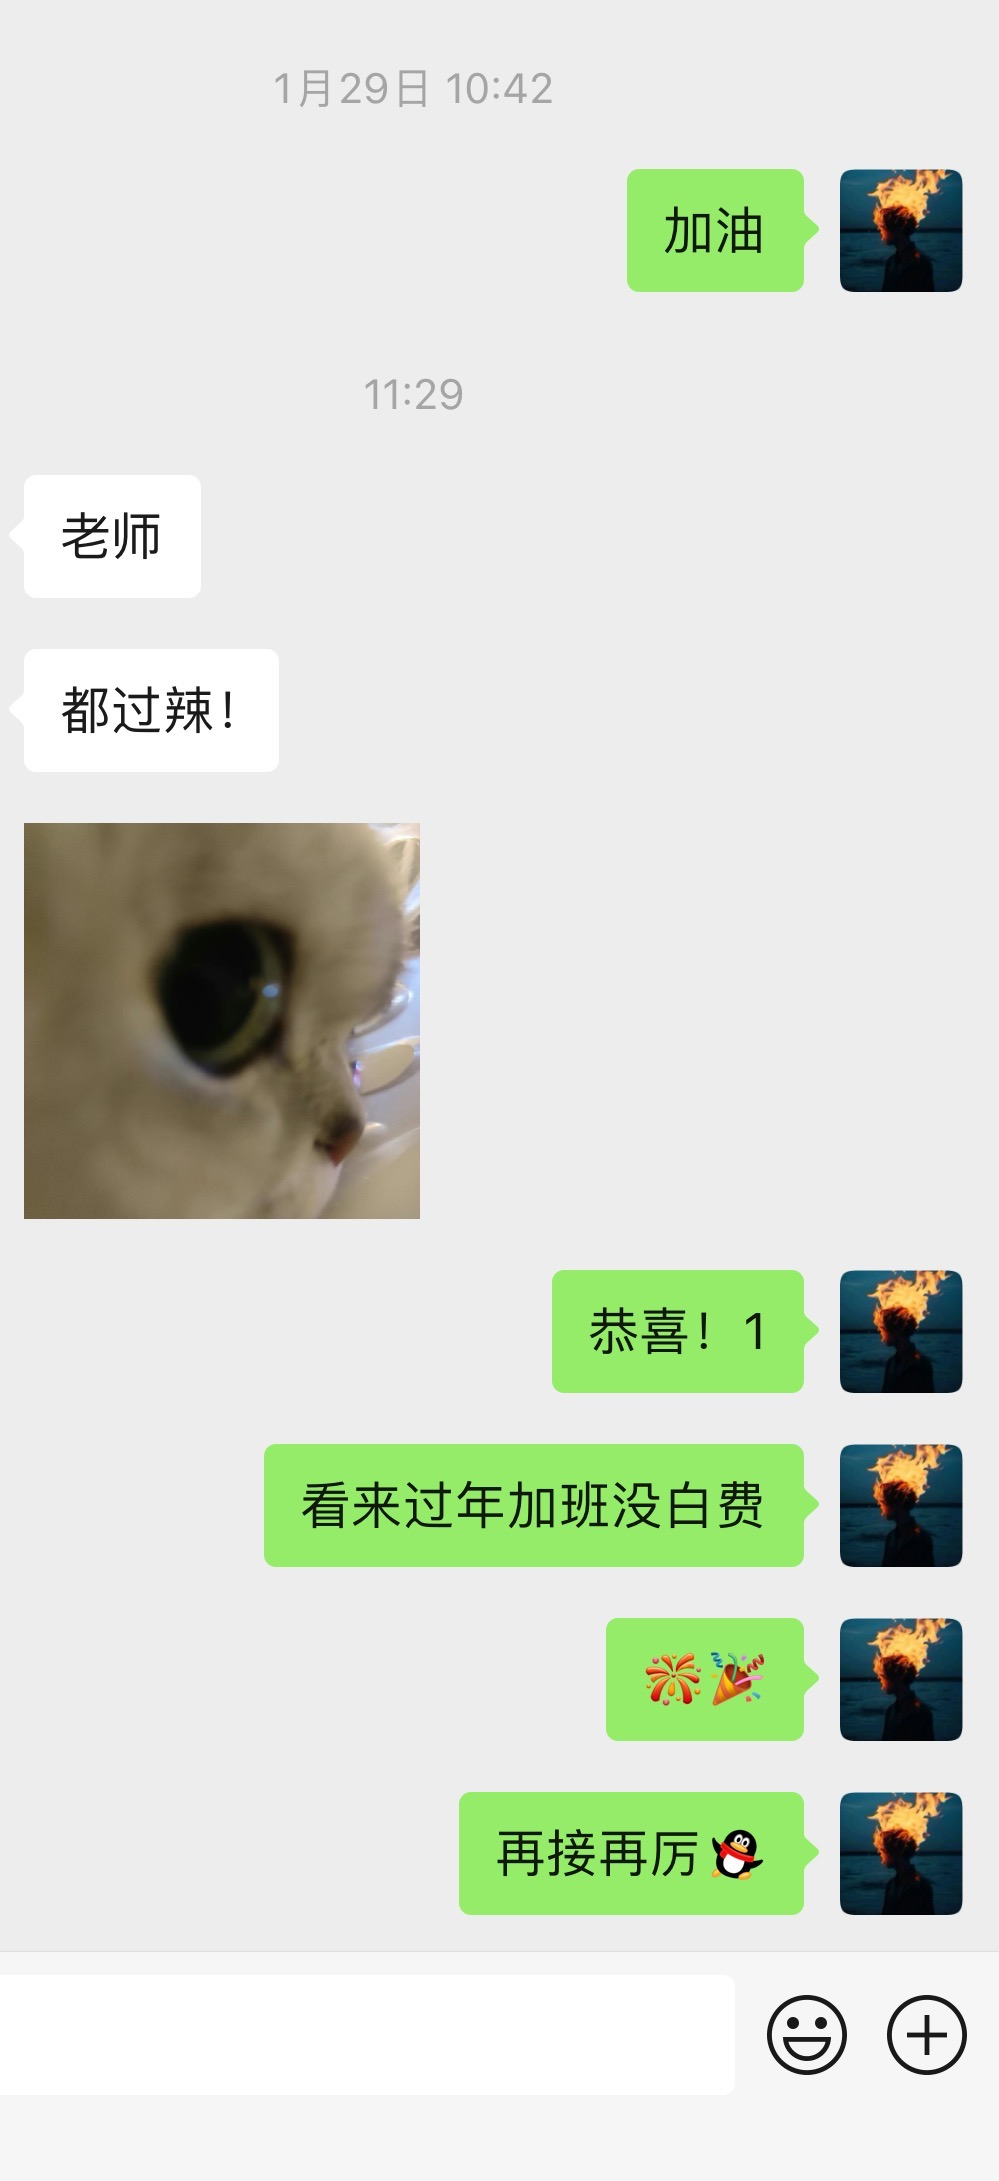 1月29日 10:42
加油
11:29
老师
都过辣！
恭喜！1
看来过年加班没白费
🎆🎉
再接再厉🐧